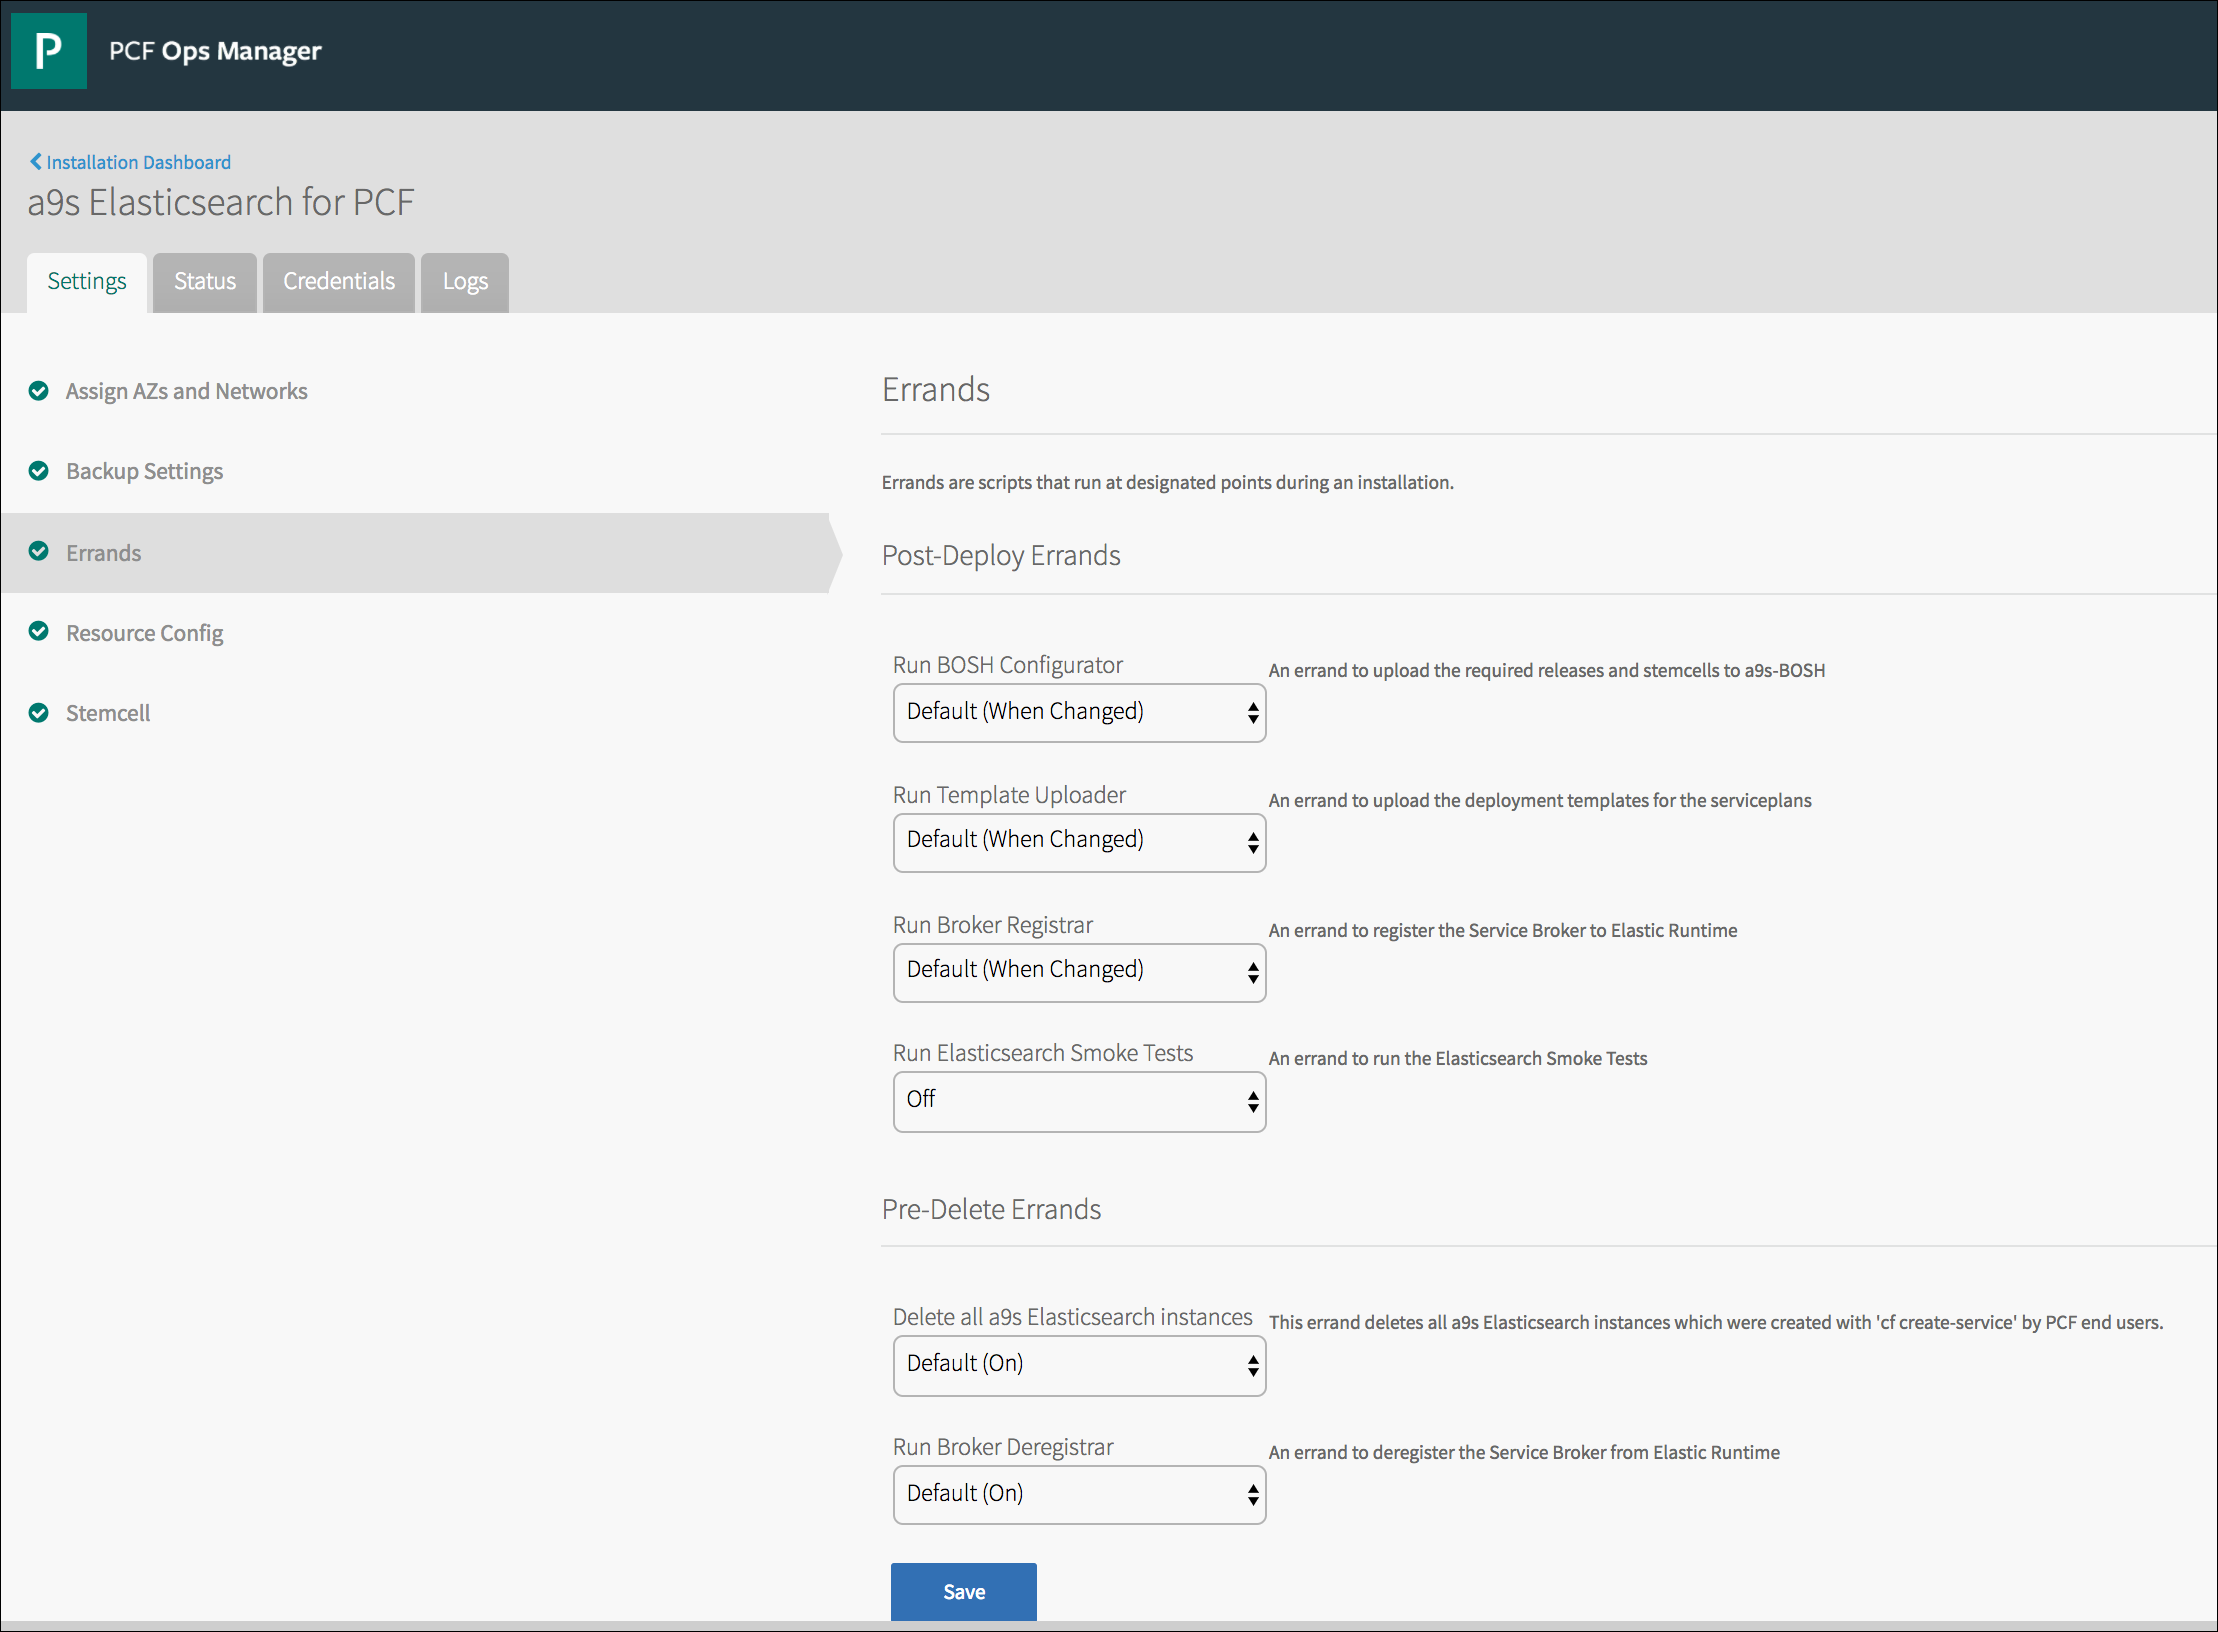 P
PCF Ops Manager
Installation Dashboard
a9s Elasticsearch for PCF
Settings
Status
Credentials
Logs
Assign AZs and Networks
Backup Settings
Errands
Resource Config
Stemcell
Errands
Errands are scripts that run at designated points during an installation.
Post-Deploy Errands
Run BOSH Configurator
An errand to upload the required releases and stemcells to a9s-BOSH
Default (When Changed)
Run Template Uploader
An errand to upload the deployment templates for the serviceplans
Default (When Changed)
Run Broker Registrar
An errand to register the Service Broker to Elastic Runtime
Default (When Changed)
Run Elasticsearch Smoke Tests
An errand to run the Elasticsearch Smoke Tests
Off
Pre-Delete Errands
Delete all a9s Elasticsearch instances
This errand deletes all a9s Elasticsearch instances which were created with 'cf create-service' by PCF end users.
Default (On)
Run Broker Deregistrar
An errand to deregister the Service Broker from Elastic Runtime
Default (On)
Save